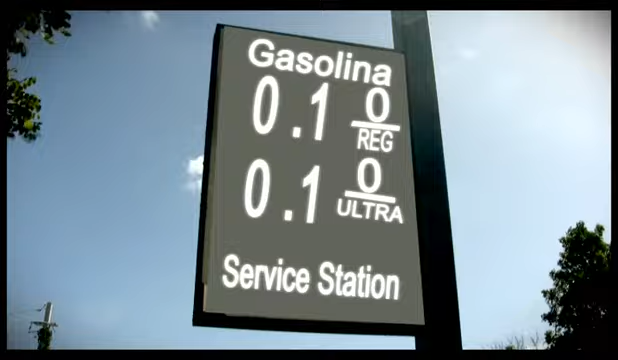 Gasolina
0.1 0
REG
0.1 0
ULTRA
Service Station